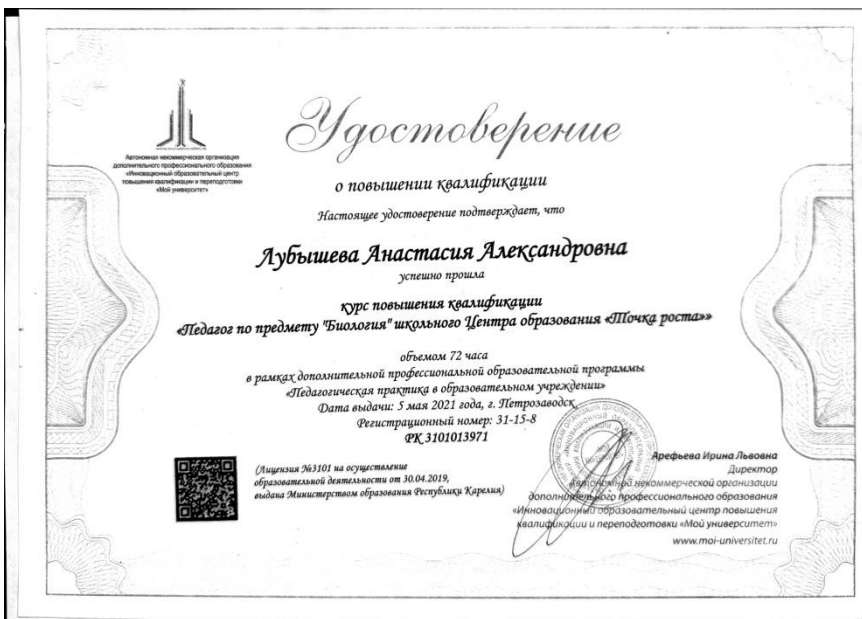 Автономная некоммерческая организация
дополнительного профессионального образования
«Инновационный образовательный центр
повышения квалификации и переподготовки
«Мой университет»
Удостоверение
о повышении квалификации
Настоящее удостоверение подтверждает, что
Лубышева Анастасия Александровна
успешно прошла
курс повышения квалификации
«Педагог по предмету "Биология" школьного Центра образования «Точка роста»»
объемом 72 часа
в рамках дополнительной профессиональной образовательной программы
«Педагогическая практика в образовательном учреждении»
Дата выдачи: 5 мая 2021 года, г. Петрозаводск
Регистрационный номер: 31-15-8
РК 3101013971
(Лицензия №3101 на осуществление
образовательной деятельности от 30.04.2019,
выдана Министерством образования Республики Карелия)
Арефьева Ирина Львовна
Директор
Автономной некоммерческой организации
дополнительного профессионального образования
«Инновационный образовательный центр повышения
квалификации и переподготовки «Мой университет»
www.moi-universitet.ru